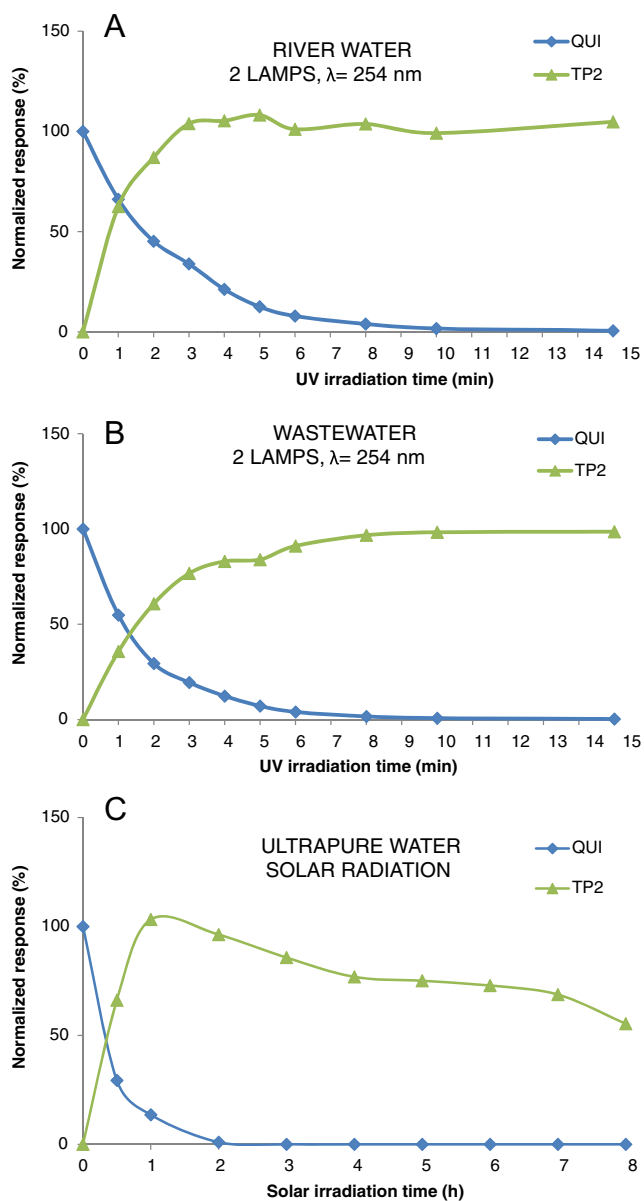 A
RIVER WATER
2 LAMPS, λ= 254 nm
QUI
TP2
Normalized response (%)
150
100
50
0
0 1 2 3 4 5 6 7 8 9 10 11 12 13 14 15
UV irradiation time (min)
B
WASTEWATER
2 LAMPS, λ= 254 nm
QUI
TP2
Normalized response (%)
150
100
50
0
0 1 2 3 4 5 6 7 8 9 10 11 12 13 14 15
UV irradiation time (min)
C
ULTRAPURE WATER
SOLAR RADIATION
QUI
TP2
Normalized response (%)
150
100
50
0
0 1 2 3 4 5 6 7 8
Solar irradiation time (h)